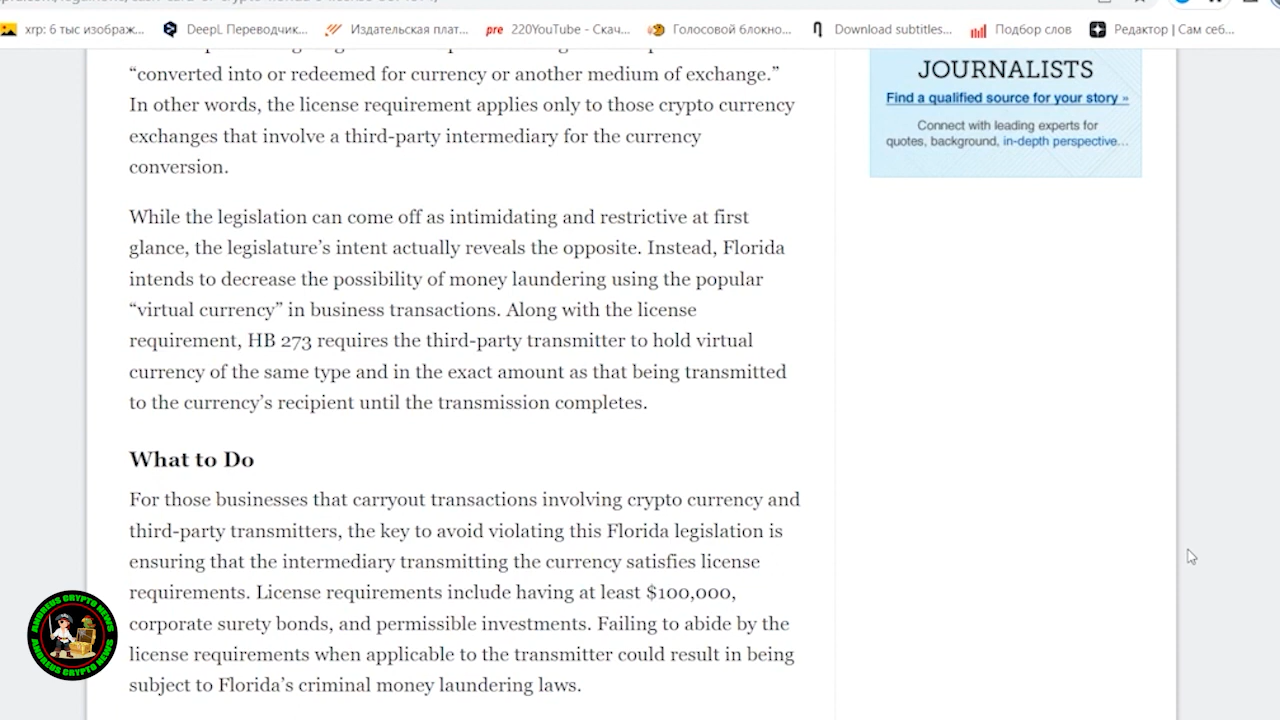 xrp: 6 тыс изображ...
DeepL Переводчик...
Издательская плат...
pre 220YouTube - Скач...
Голосовой блокно...
Download subtitles...
Подбор слов
Редактор | Сам себ...
“converted into or redeemed for currency or another medium of exchange.”
In other words, the license requirement applies only to those crypto currency
exchanges that involve a third-party intermediary for the currency
conversion.
While the legislation can come off as intimidating and restrictive at first
glance, the legislature’s intent actually reveals the opposite. Instead, Florida
intends to decrease the possibility of money laundering using the popular
“virtual currency” in business transactions. Along with the license
requirement, HB 273 requires the third-party transmitter to hold virtual
currency of the same type and in the exact amount as that being transmitted
to the currency’s recipient until the transmission completes.
What to Do
For those businesses that carryout transactions involving crypto currency and
third-party transmitters, the key to avoid violating this Florida legislation is
ensuring that the intermediary transmitting the currency satisfies license
requirements. License requirements include having at least $100,000,
corporate surety bonds, and permissible investments. Failing to abide by the
license requirements when applicable to the transmitter could result in being
subject to Florida’s criminal money laundering laws.
JOURNALISTS
Find a qualified source for your story »
Connect with leading experts for
quotes, background, in-depth perspective...
ANDREUS CRYPTO NEWS
ANDREUS CRYPTO NEWS